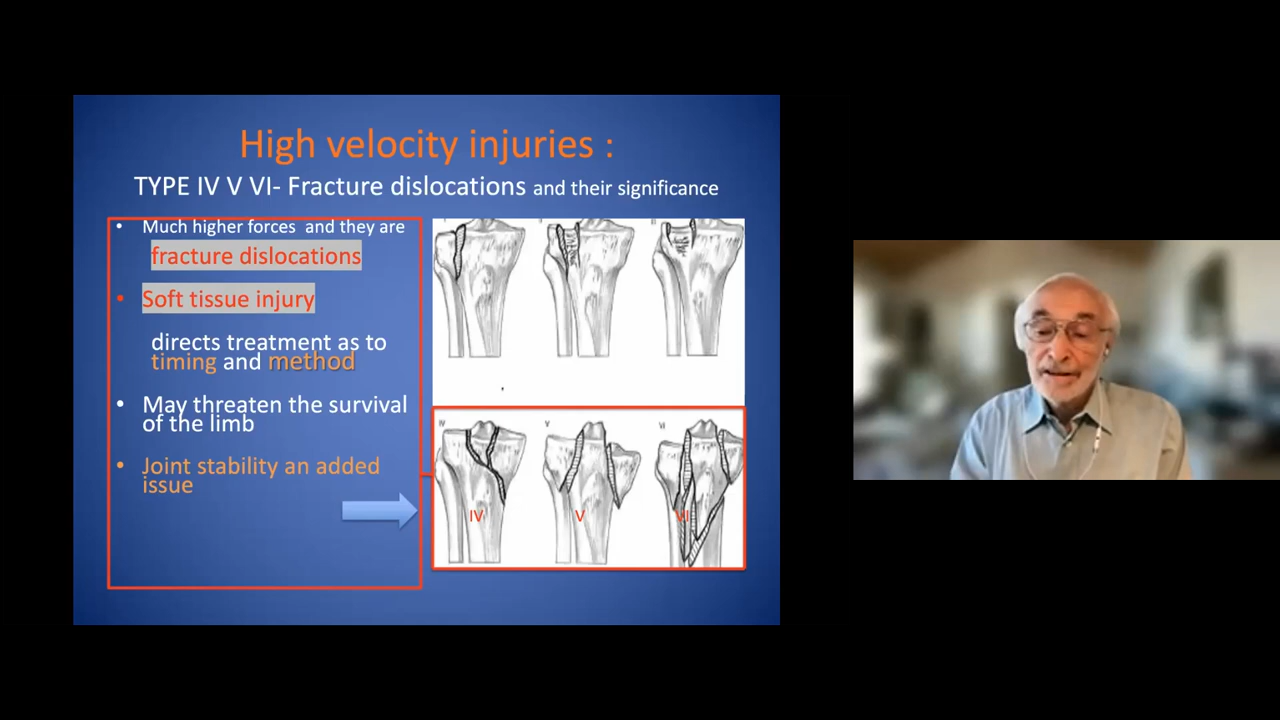 High velocity injuries :
TYPE IV V VI- Fracture dislocations and their significance
• Much higher forces and they are
fracture dislocations
• Soft tissue injury
directs treatment as to
timing and method
• May threaten the survival
of the limb
• Joint stability an added
issue
IV V VI
IV V VI